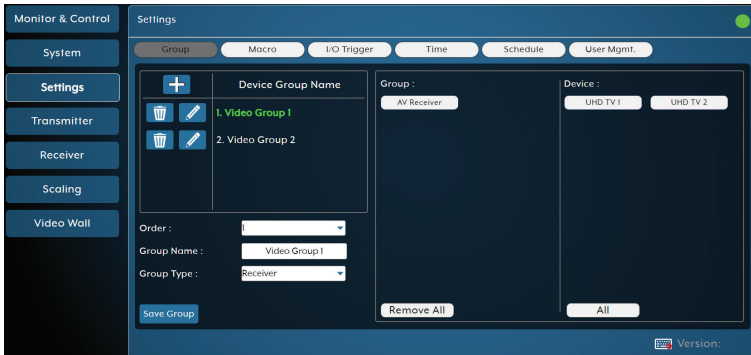 Monitor & Control
System
Settings
Transmitter
Receiver
Scaling
Video Wall
Settings
Group Macro I/O Trigger Time Schedule User Mgmt.
Device Group Name
1. Video Group 1
2. Video Group 2
Order : 1
Group Name : Video Group 1
Group Type : Receiver
Save Group
Group :
AV Receiver
Remove All
Device :
UHD TV 1 UHD TV 2
All
Version: